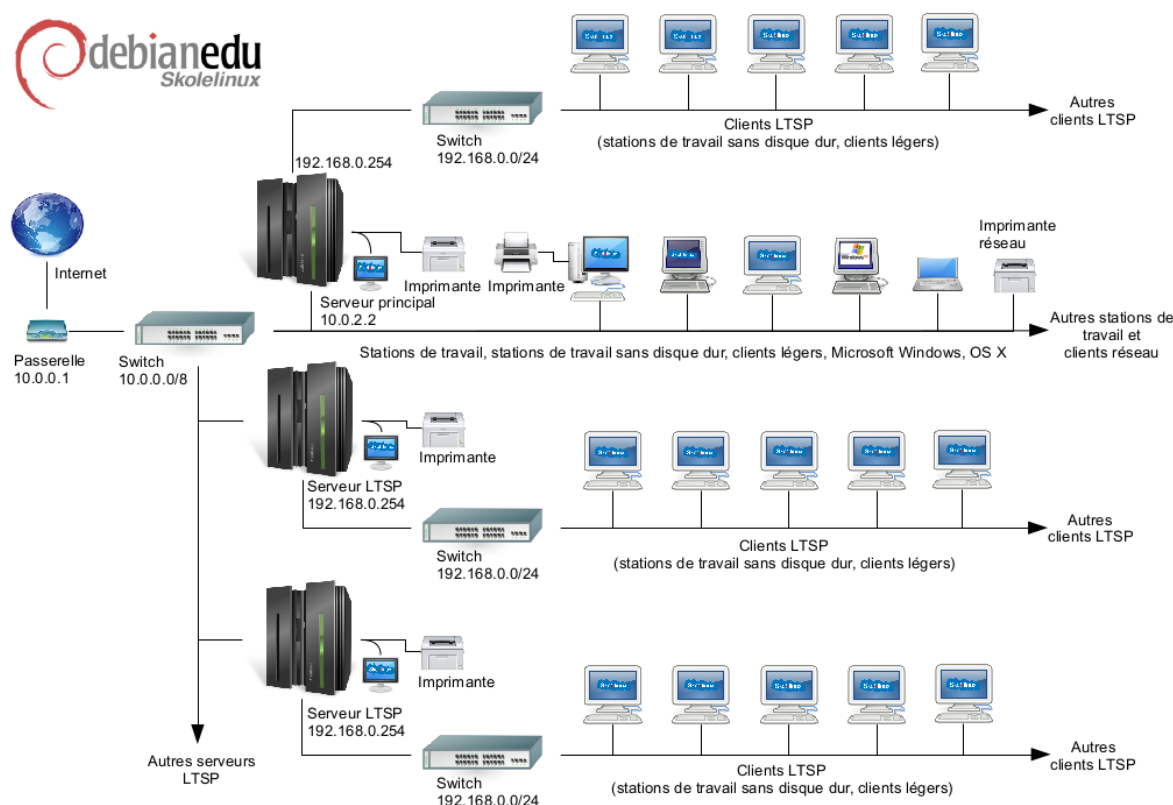 debianedu
Skolelinux
Switch
192.168.0.0/24
Clients LTSP
(stations de travail sans disque dur, clients légers)
Autres
clients LTSP
192.168.0.254
Internet
Serveur principal
10.0.2.2
Imprimante
Imprimante
Imprimante
réseau
Passerelle
10.0.0.1
Switch
10.0.0.0/8
Stations de travail, stations de travail sans disque dur, clients légers, Microsoft Windows, OS X
Autres stations de
travail et
clients réseau
Imprimante
Serveur LTSP
192.168.0.254
Switch
192.168.0.0/24
Clients LTSP
(stations de travail sans disque dur, clients légers)
Autres
clients LTSP
Imprimante
Serveur LTSP
192.168.0.254
Autres serveurs
LTSP
Switch
192.168.0.0/24
Clients LTSP
(stations de travail sans disque dur, clients légers)
Autres
clients LTSP